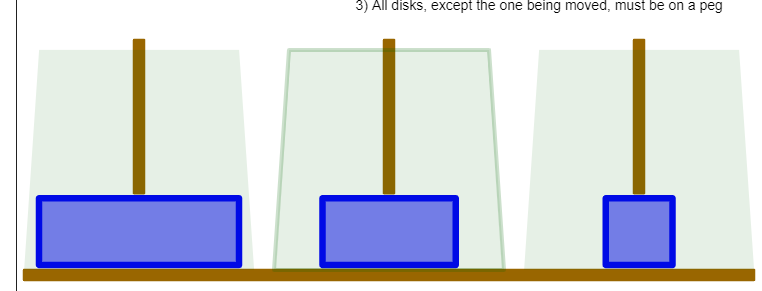 3) All disks, except the one being moved, must be on a peg